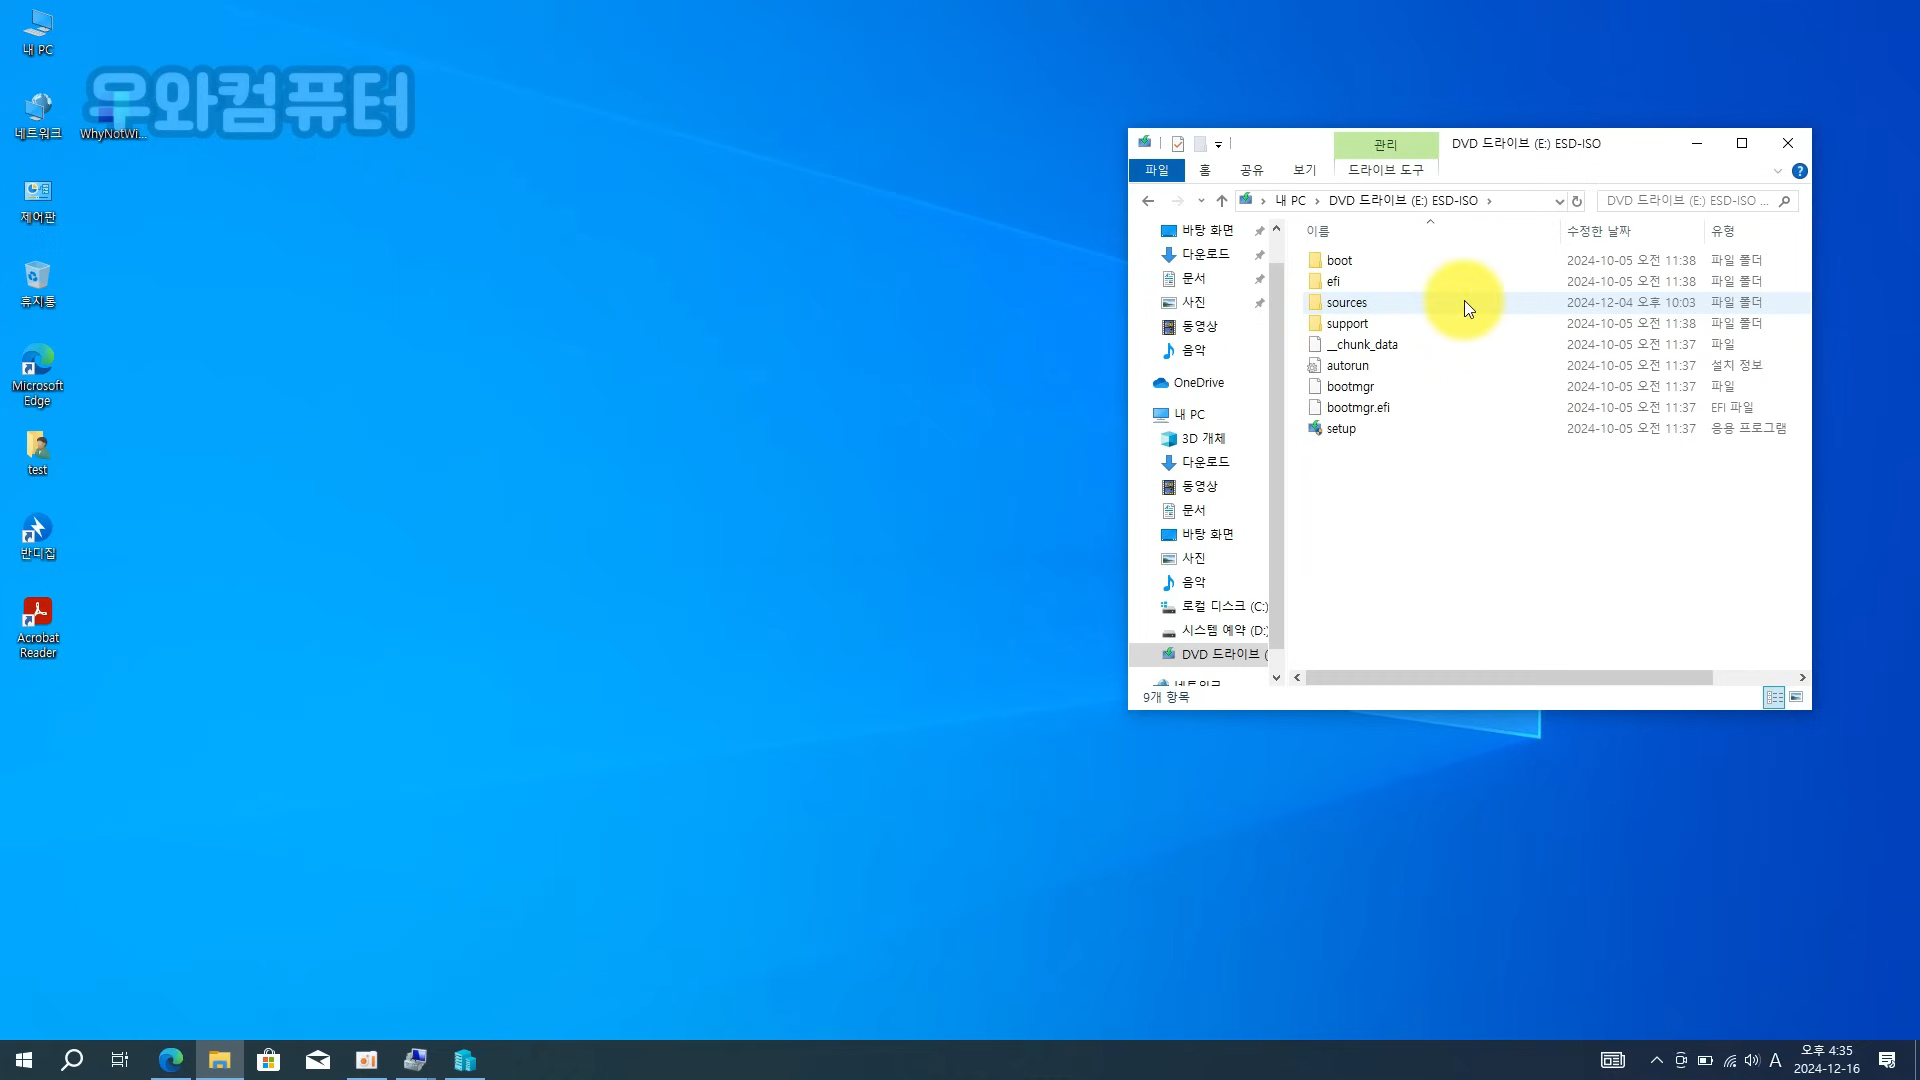 내 PC
네트워크
WhyNotWi...
우와컴퓨터
제어판
휴지통
Microsoft
Edge
test
반디집
Acrobat
Reader
관리
DVD 드라이브 (E:) ESD-ISO
파일
홈
공유
보기
드라이브 도구
내 PC > DVD 드라이브 (E:) ESD-ISO >
DVD 드라이브 (E:) ESD-ISO ...
바탕 화면
다운로드
문서
사진
동영상
음악
OneDrive
내 PC
3D 개체
다운로드
동영상
문서
바탕 화면
사진
음악
로컬 디스크 (C:)
시스템 예약 (D:)
DVD 드라이브 (
네트워크
이름 수정한 날짜 유형
boot 2024-10-05 오전 11:38 파일 폴더
efi 2024-10-05 오전 11:38 파일 폴더
sources 2024-12-04 오후 10:03 파일 폴더
support 2024-10-05 오전 11:38 파일 폴더
__chunk_data 2024-10-05 오전 11:37 파일
autorun 2024-10-05 오전 11:37 설치 정보
bootmgr 2024-10-05 오전 11:37 파일
bootmgr.efi 2024-10-05 오전 11:37 EFI 파일
setup 2024-10-05 오전 11:37 응용 프로그램
9개 항목
A
오후 4:35
2024-12-16